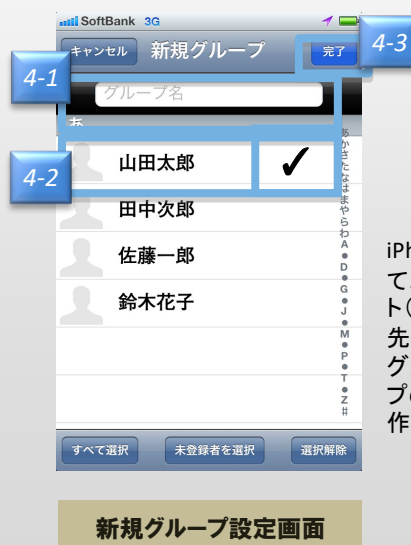 SoftBank 3G
キャンセル 新規グループ 完了 4-3
4-1
グループ名
あ
4-2
山田太郎 ✓
田中次郎
佐藤一郎
鈴木花子
あ
か
さ
た
な
は
ま
や
ら
わ
A
●
D
●
G
●
J
●
M
●
P
●
T
●
Z
#
iPh
て
ト(
先
グ
プの
作
すべて選択 未登録者を選択 選択解除
新規グループ設定画面